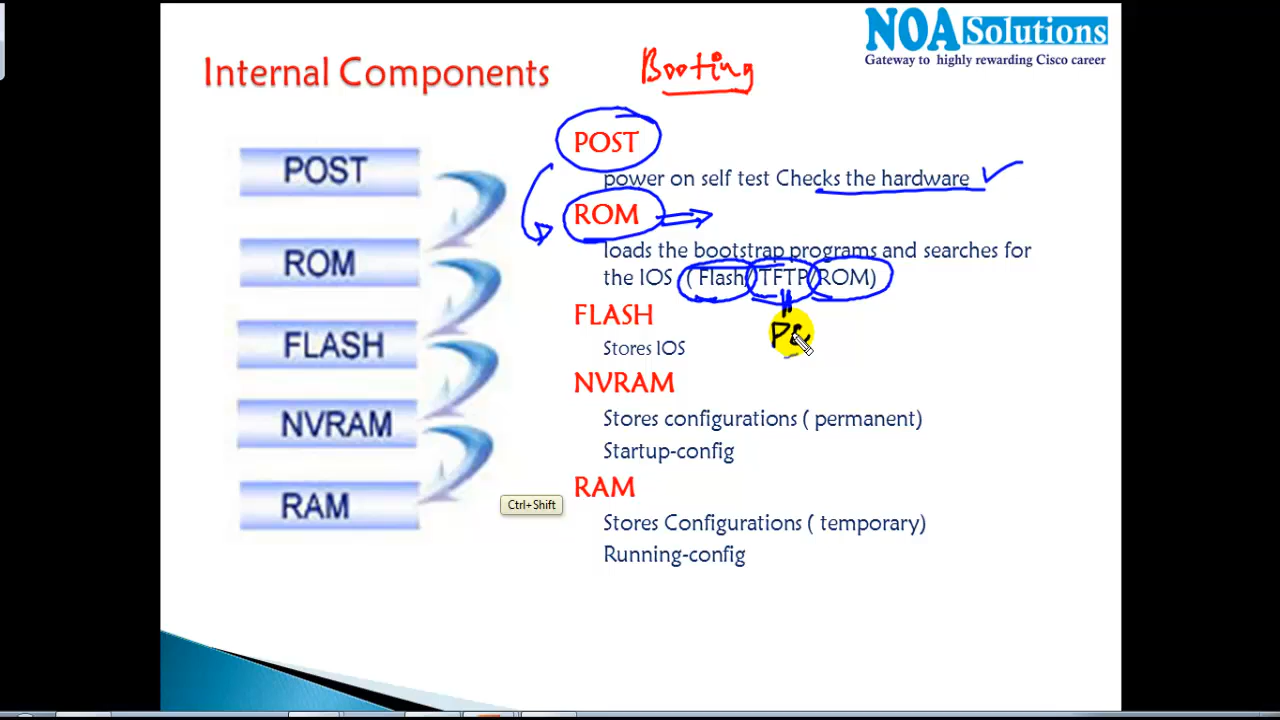 NOA Solutions
Gateway to highly rewarding Cisco career
Internal Components
Booting
POST
ROM
FLASH
NVRAM
RAM
POST
power on self test Checks the hardware
ROM
loads the bootstrap programs and searches for
the IOS ( Flash/TFTP/ROM)
FLASH
Stores IOS
NVRAM
Stores configurations ( permanent)
Startup-config
RAM
Stores Configurations ( temporary)
Running-config
Ctrl+Shift